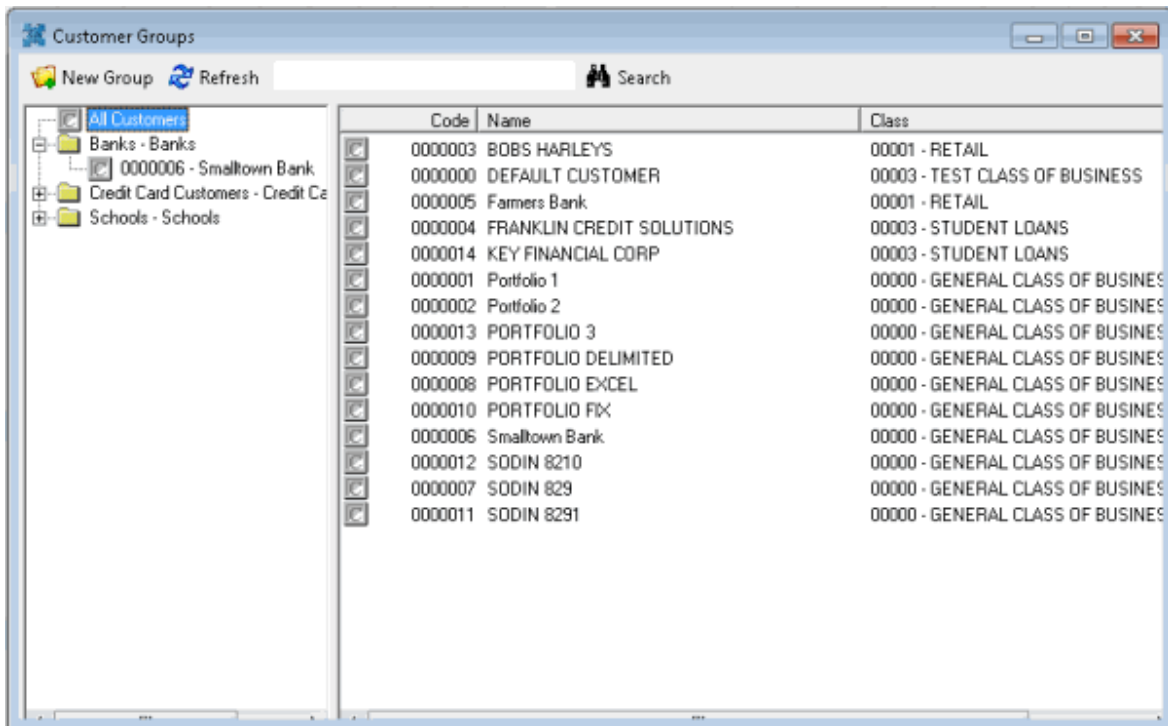 Customer Groups
New Group Refresh Search
All Customers
Banks - Banks
0000006 - Smalltown Bank
Credit Card Customers - Credit Ca
Schools - Schools
Code Name Class
0000003 BOBS HARLEYS 00001 - RETAIL
0000000 DEFAULT CUSTOMER 00003 - TEST CLASS OF BUSINESS
0000005 Farmers Bank 00001 - RETAIL
0000004 FRANKLIN CREDIT SOLUTIONS 00003 - STUDENT LOANS
0000014 KEY FINANCIAL CORP 00003 - STUDENT LOANS
0000001 Portfolio 1 00000 - GENERAL CLASS OF BUSINES
0000002 Portfolio 2 00000 - GENERAL CLASS OF BUSINES
0000013 PORTFOLIO 3 00000 - GENERAL CLASS OF BUSINES
0000009 PORTFOLIO DELIMITED 00000 - GENERAL CLASS OF BUSINES
0000008 PORTFOLIO EXCEL 00000 - GENERAL CLASS OF BUSINES
0000010 PORTFOLIO FIX 00000 - GENERAL CLASS OF BUSINES
0000006 Smalltown Bank 00000 - GENERAL CLASS OF BUSINES
0000012 SODIN 8210 00000 - GENERAL CLASS OF BUSINES
0000007 SODIN 829 00000 - GENERAL CLASS OF BUSINES
0000011 SODIN 8291 00000 - GENERAL CLASS OF BUSINES